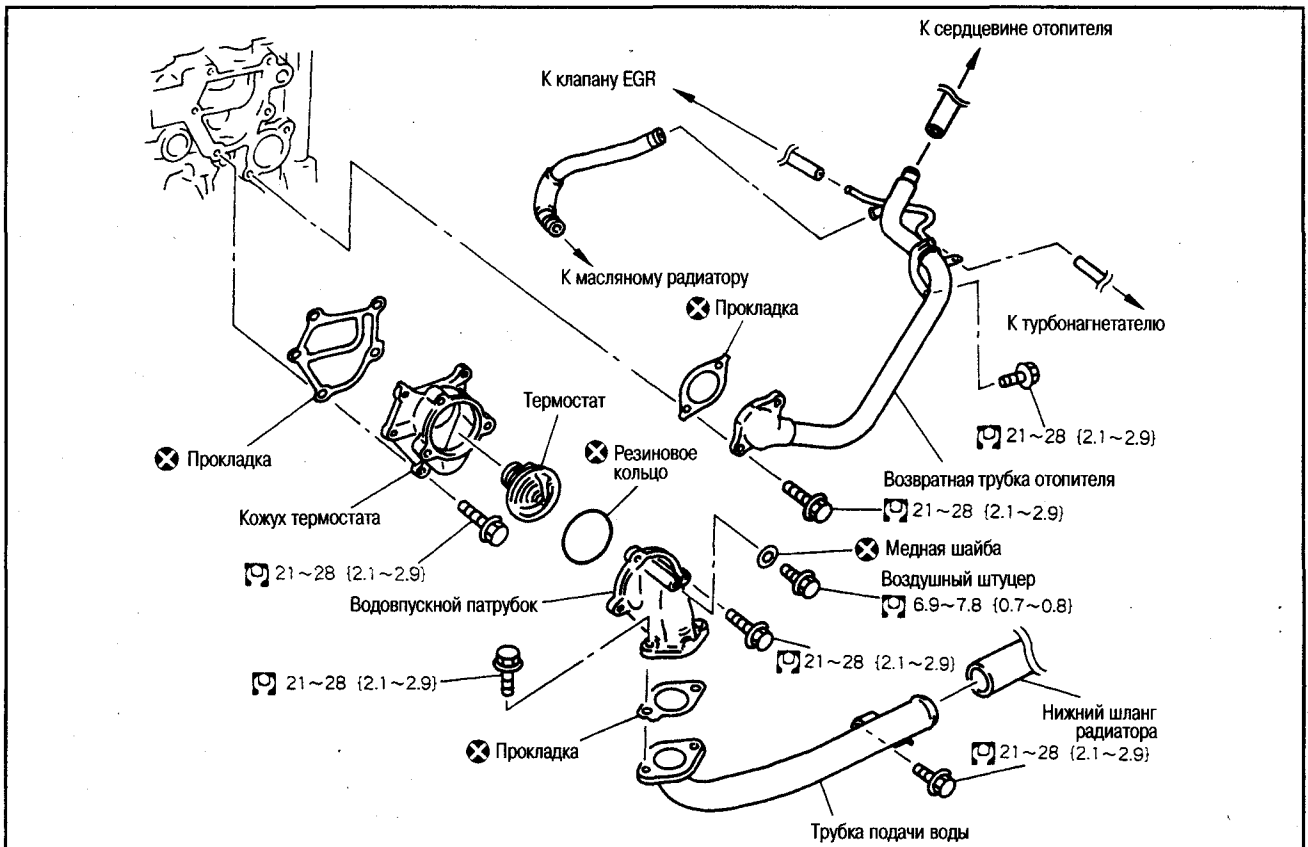 К сердцевине отопителя
К клапану EGR
К масляному радиатору
Прокладка
К турбонагнетателю
21~28 {2.1~2.9}
Термостат
Прокладка
Резиновое
кольцо
Возвратная трубка отопителя
21~28 {2.1~2.9}
Кожух термостата
Медная шайба
21~28 {2.1~2.9}
Воздушный штуцер
6.9~7.8 {0.7~0.8}
Водовпускной патрубок
21~28 {2.1~2.9}
21~28 {2.1~2.9}
Нижний шланг
радиатора
21~28 {2.1~2.9}
Прокладка
Трубка подачи воды